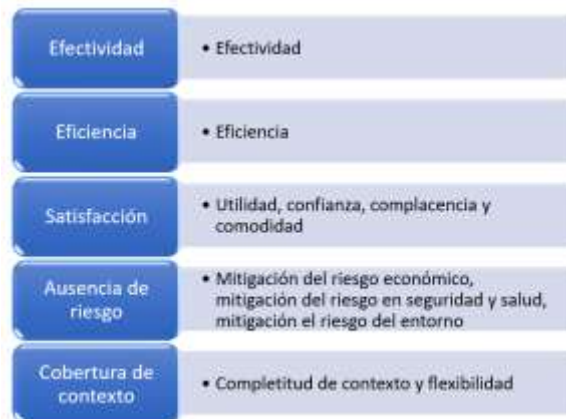 Efectividad
• Efectividad
Eficiencia
• Eficiencia
Satisfacción
• Utilidad, confianza, complacencia y
comodidad
Ausencia de
riesgo
• Mitigación del riesgo económico,
mitigación del riesgo en seguridad y salud,
mitigación el riesgo del entorno
Cobertura de
contexto
• Completitud de contexto y flexibilidad